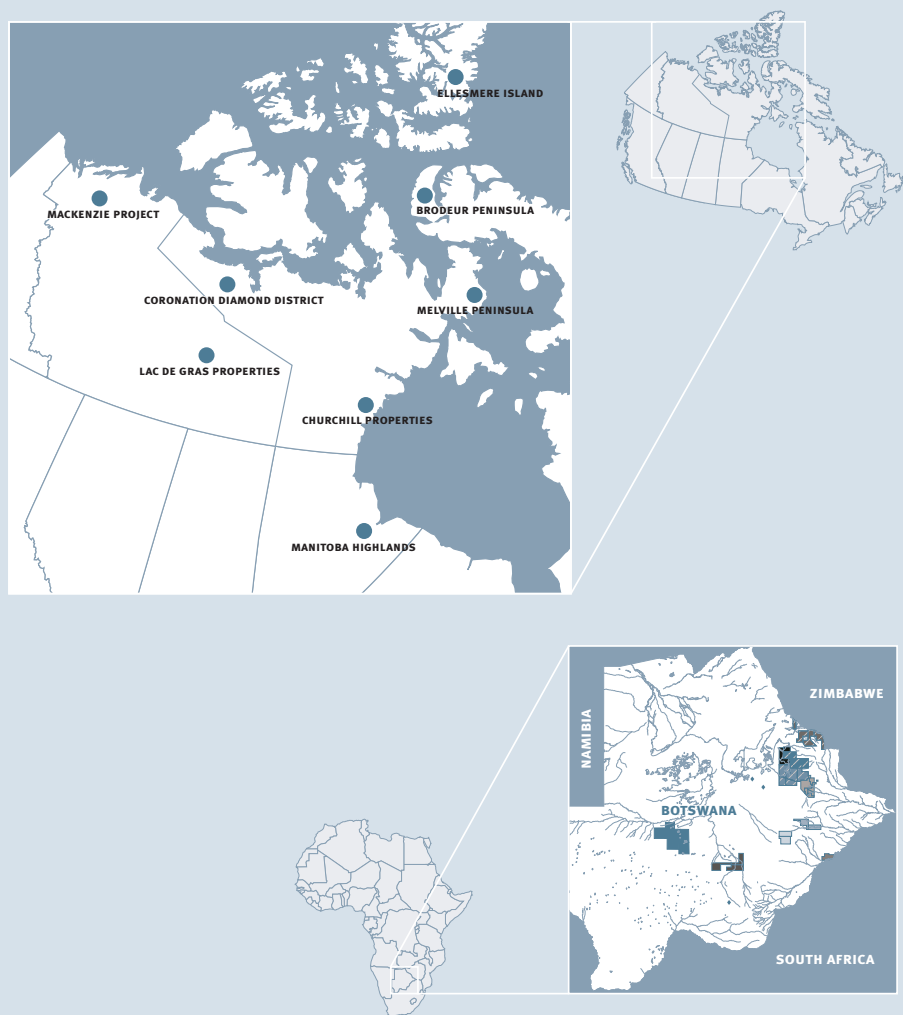 ELLESMERE ISLAND
MACKENZIE PROJECT
BRODEUR PENINSULA
CORONATION DIAMOND DISTRICT
MELVILLE PENINSULA
LAC DE GRAS PROPERTIES
CHURCHILL PROPERTIES
MANITOBA HIGHLANDS
ZIMBABWE
NAMIBIA
BOTSWANA
SOUTH AFRICA